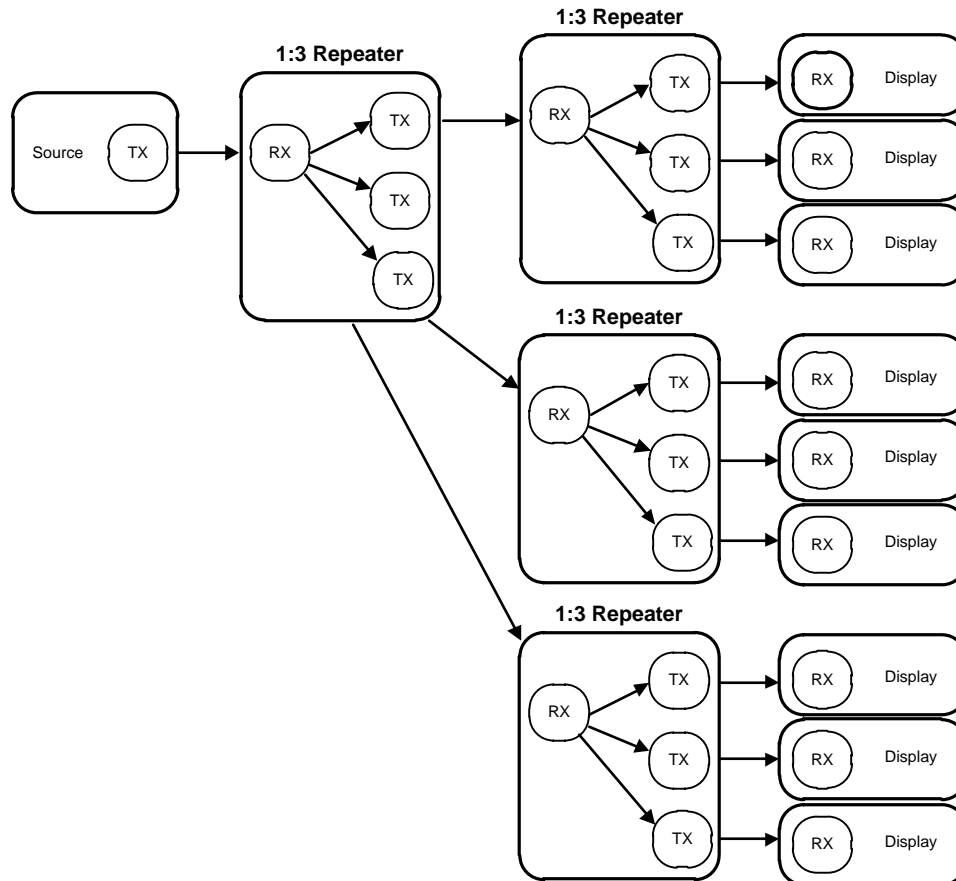 1:3 Repeater
1:3 Repeater
Source
TX
RX
TX
TX
TX
RX
TX
TX
TX
RX
Display
RX
Display
RX
Display
1:3 Repeater
RX
TX
TX
TX
RX
Display
RX
Display
RX
Display
1:3 Repeater
RX
TX
TX
TX
RX
Display
RX
Display
RX
Display